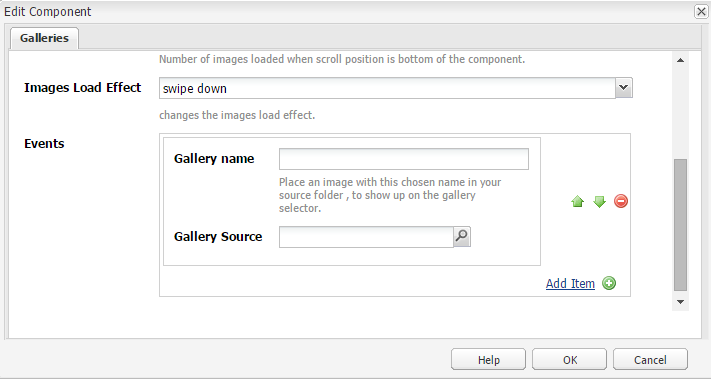 Edit Component
Galleries
Number of images loaded when scroll position is bottom of the component.
Images Load Effect
swipe down
changes the images load effect.
Events
Gallery name
Place an image with this chosen name in your
source folder , to show up on the gallery
selector.
Gallery Source
Add Item
Help
OK
Cancel